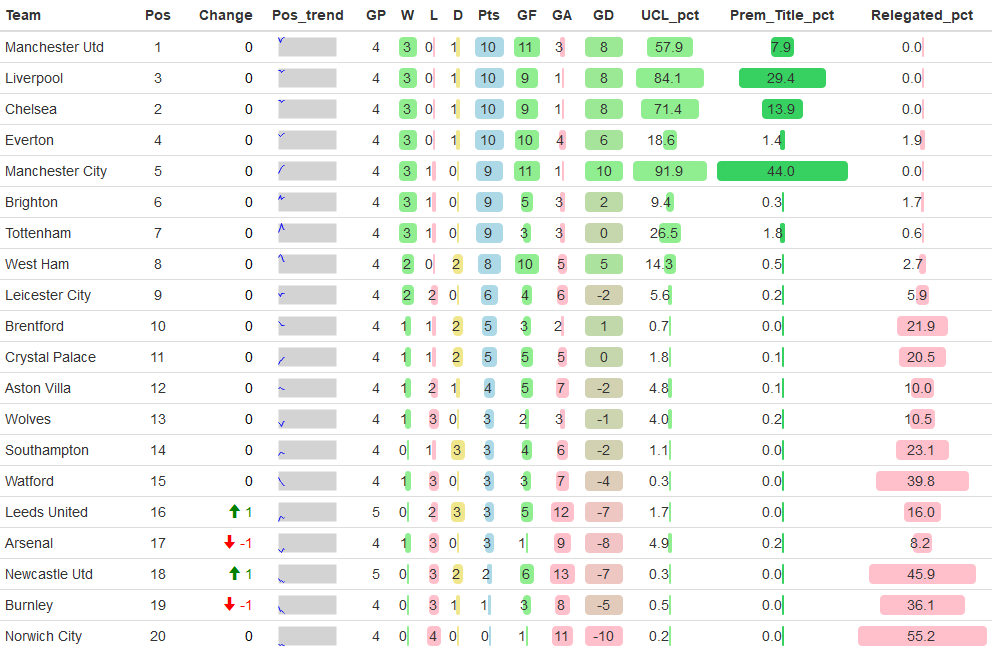 Team Pos Change Pos_trend GP W L D Pts GF GA GD UCL_pct Prem_Title_pct Relegated_pct
Manchester Utd 1 0 4 3 0 1 10 11 3 8 57.9 7.9 0.0
Liverpool 3 0 4 3 0 1 10 9 1 8 84.1 29.4 0.0
Chelsea 2 0 4 3 0 1 10 9 1 8 71.4 13.9 0.0
Everton 4 0 4 3 0 1 10 10 4 6 18.6 1.4 1.9
Manchester City 5 0 4 3 1 0 9 11 1 10 91.9 44.0 0.0
Brighton 6 0 4 3 1 0 9 5 3 2 9.4 0.3 1.7
Tottenham 7 0 4 3 1 0 9 3 3 0 26.5 1.8 0.6
West Ham 8 0 4 2 0 2 8 10 5 5 14.3 0.5 2.7
Leicester City 9 0 4 2 2 0 6 4 6 -2 5.6 0.2 5.9
Brentford 10 0 4 1 1 2 5 3 2 1 0.7 0.0 21.9
Crystal Palace 11 0 4 1 1 2 5 5 5 0 1.8 0.1 20.5
Aston Villa 12 0 4 1 2 1 4 5 7 -2 4.8 0.1 10.0
Wolves 13 0 4 1 3 0 3 2 3 -1 4.0 0.2 10.5
Southampton 14 0 4 0 1 3 3 4 6 -2 1.1 0.0 23.1
Watford 15 0 4 1 3 0 3 3 7 -4 0.3 0.0 39.8
Leeds United 16 1 5 0 2 3 3 5 12 -7 1.7 0.0 16.0
Arsenal 17 -1 4 1 3 0 3 1 9 -8 4.9 0.2 8.2
Newcastle Utd 18 1 5 0 3 2 2 6 13 -7 0.3 0.0 45.9
Burnley 19 -1 4 0 3 1 1 3 8 -5 0.5 0.0 36.1
Norwich City 20 0 4 0 4 0 0 1 11 -10 0.2 0.0 55.2